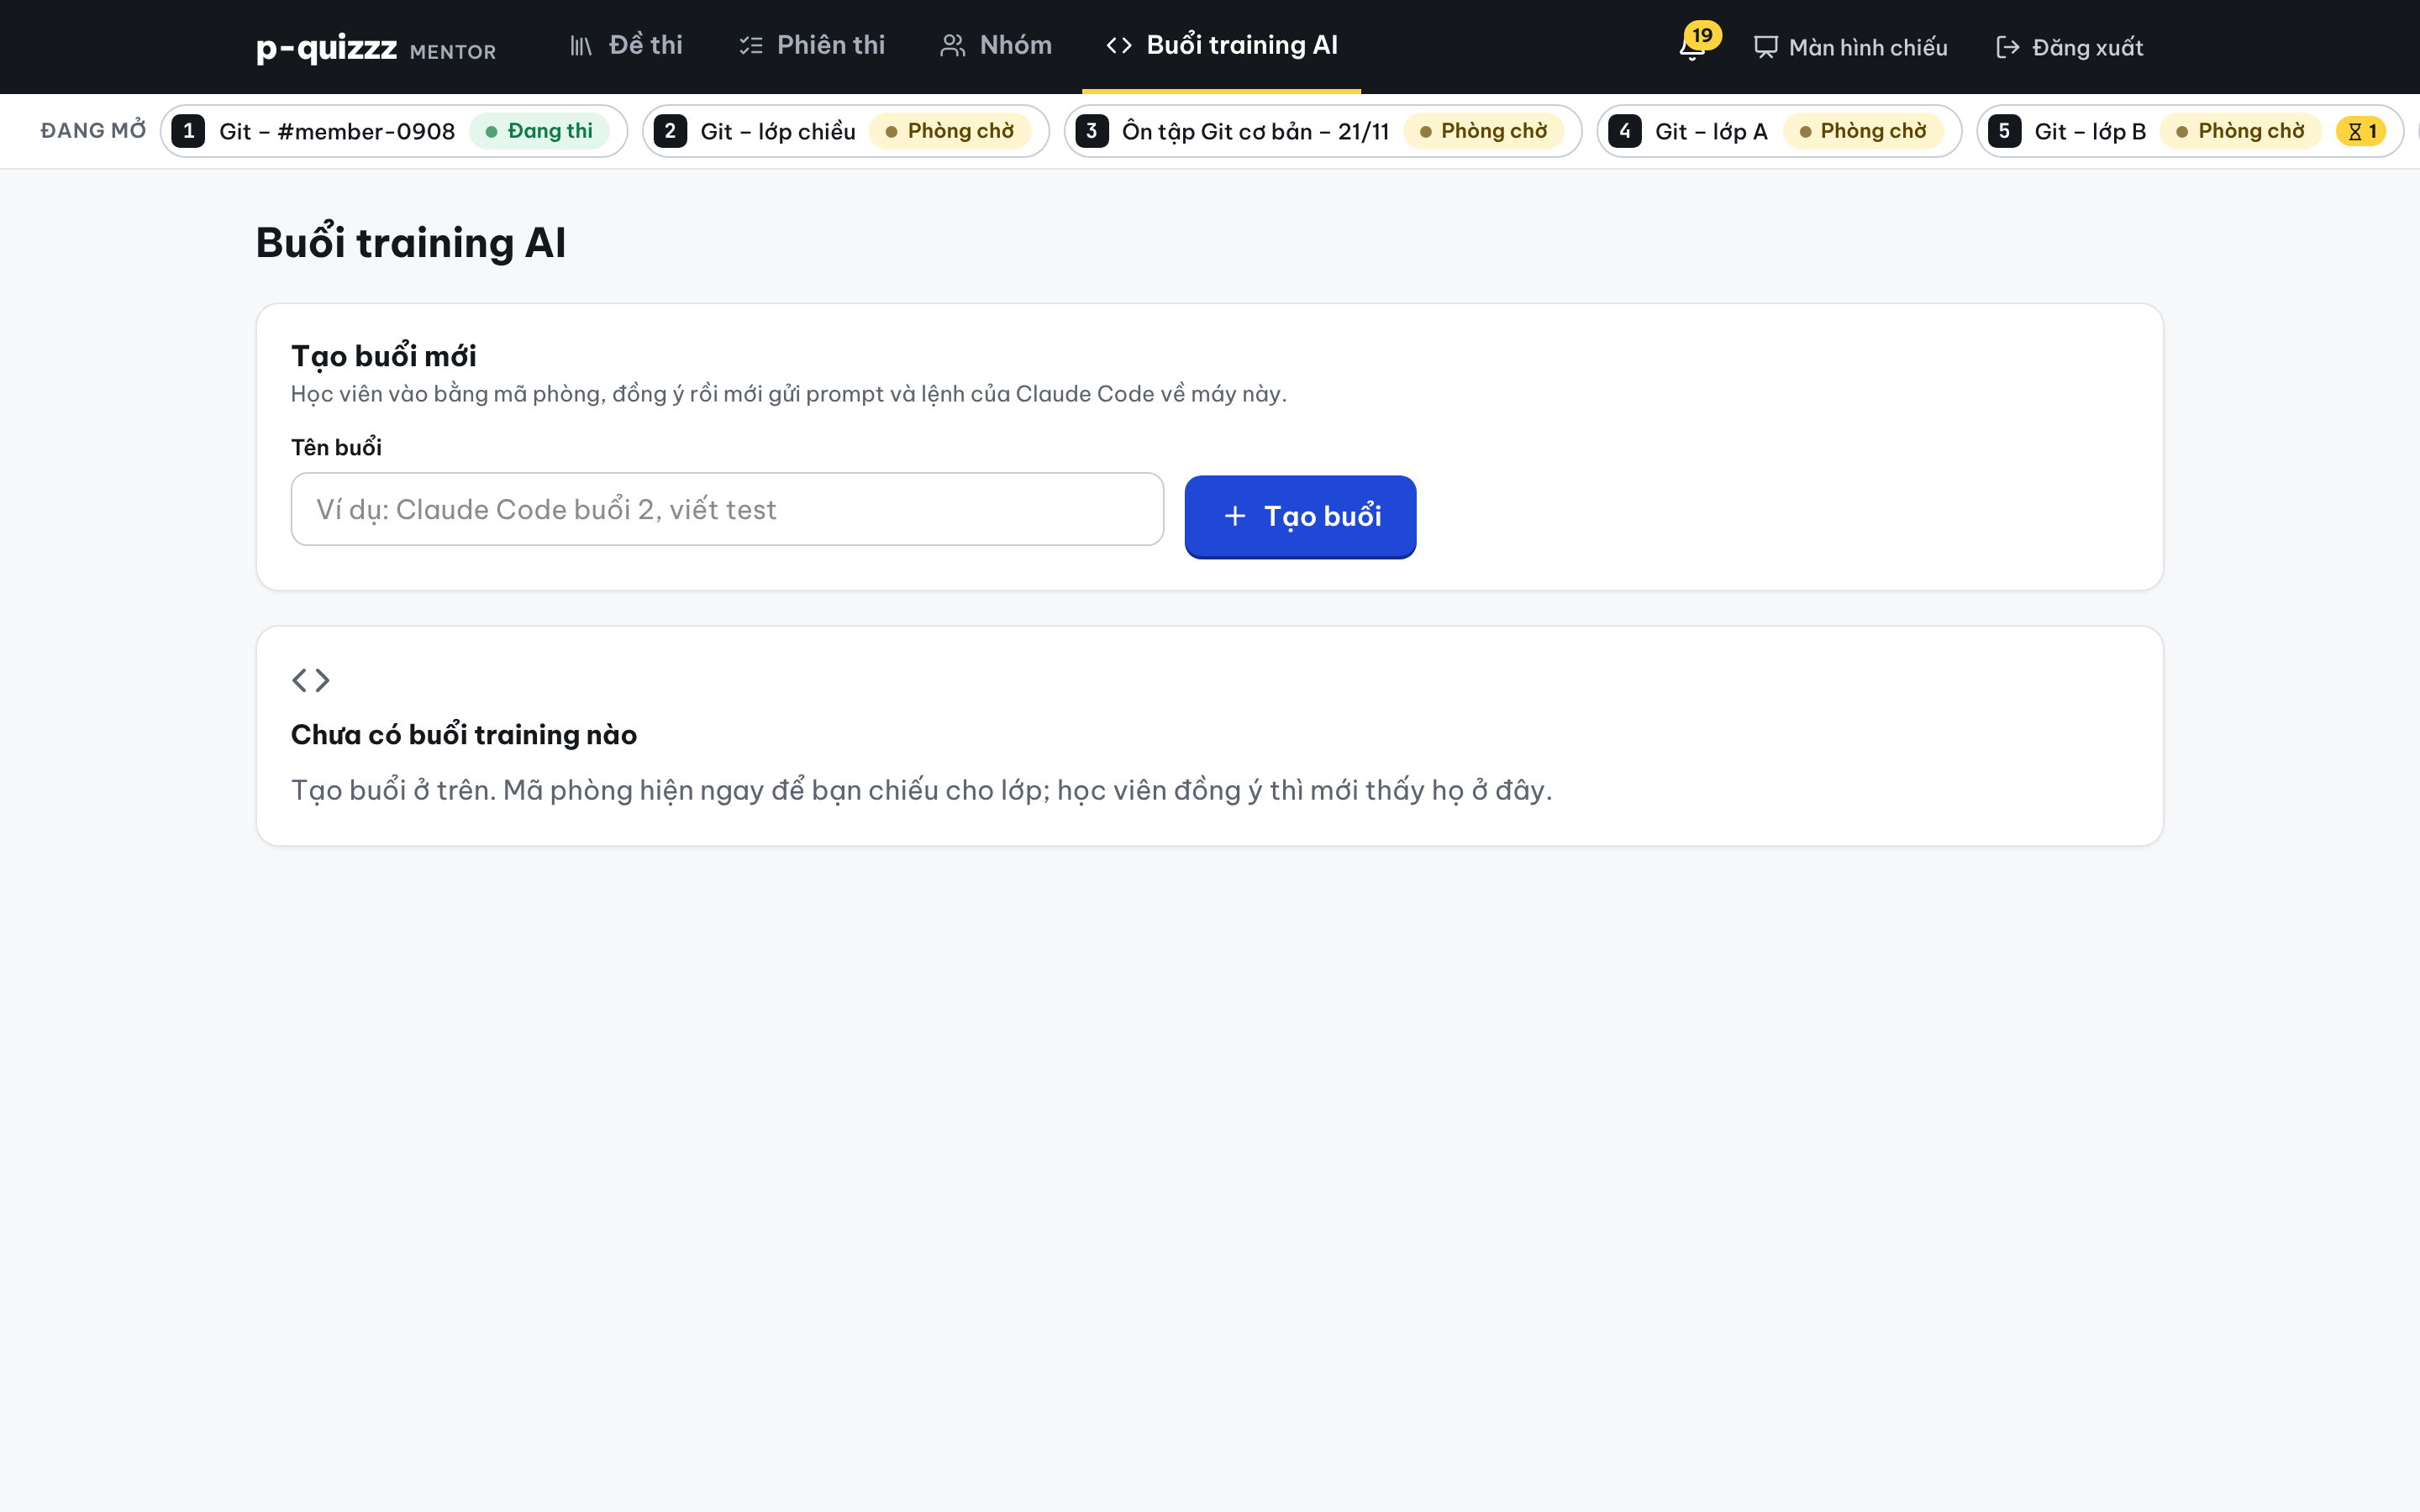 p-quizzz MENTOR
Đề thi
Phiên thi
Nhóm
Buổi training AI
19
Màn hình chiếu
Đăng xuất
ĐANG MỞ
1 Git – #member-0908 Đang thi
2 Git – lớp chiều Phòng chờ
3 Ôn tập Git cơ bản – 21/11 Phòng chờ
4 Git – lớp A Phòng chờ
5 Git – lớp B Phòng chờ 1
Buổi training AI
Tạo buổi mới
Học viên vào bằng mã phòng, đồng ý rồi mới gửi prompt và lệnh của Claude Code về máy này.
Tên buổi
Ví dụ: Claude Code buổi 2, viết test
+ Tạo buổi
Chưa có buổi training nào
Tạo buổi ở trên. Mã phòng hiện ngay để bạn chiếu cho lớp; học viên đồng ý thì mới thấy họ ở đây.